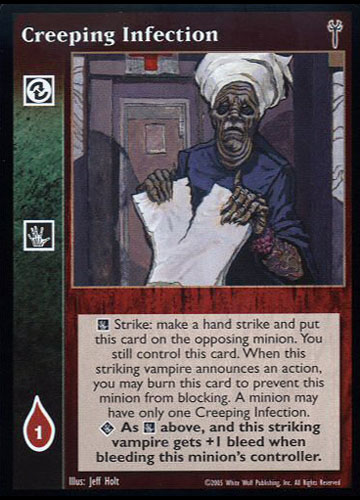 Creeping Infection
Strike: make a hand strike and put
this card on the opposing minion. You
still control this card. When this
striking vampire announces an action,
you may burn this card to prevent this
minion from blocking. A minion may
have only one Creeping Infection.
As above, and this striking
vampire gets +1 bleed when
bleeding this minion's controller.
1
Illus: Jeff Holt
©2005 White Wolf Publishing, Inc. All Rights Reserved